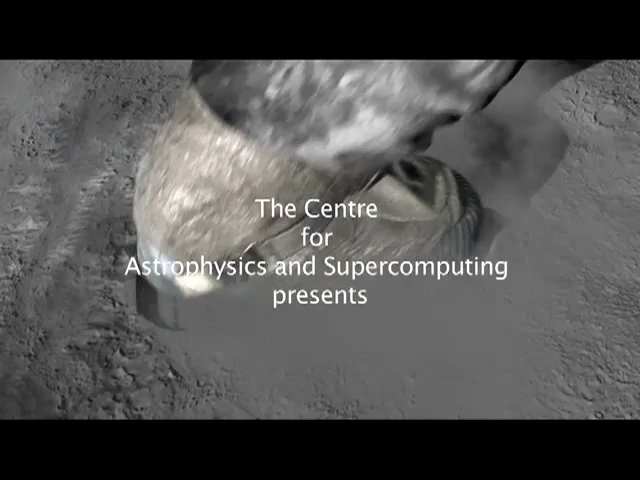 The Centre
for
Astrophysics and Supercomputing
presents